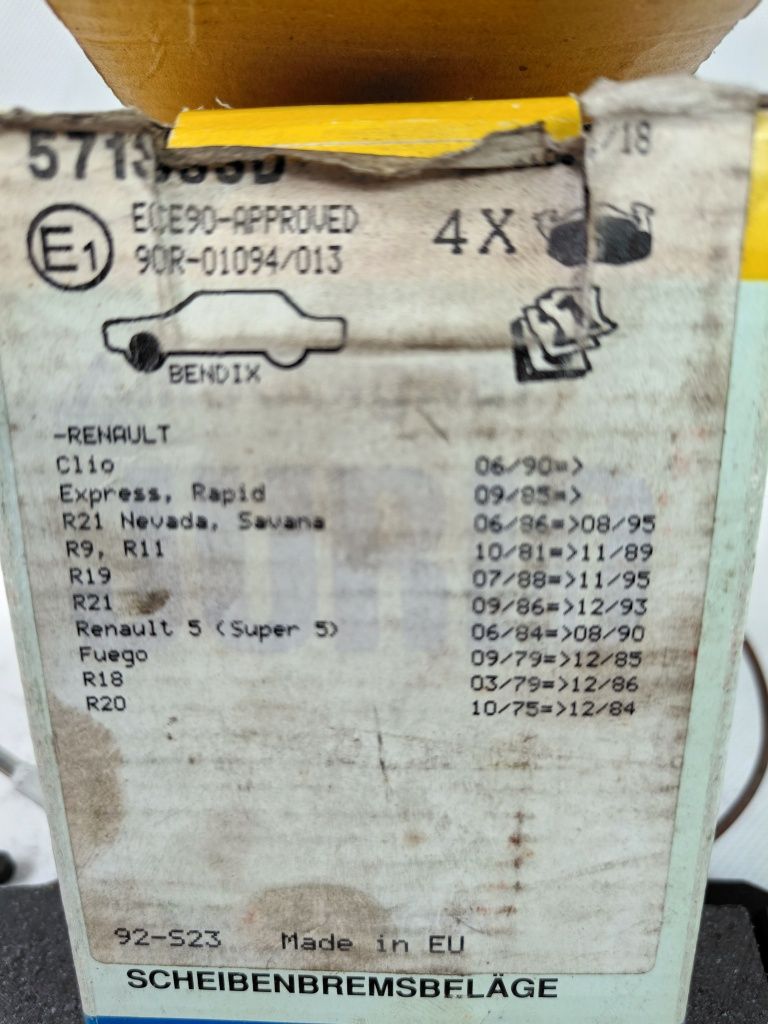 /18
E1
ECE90-APPROVED
90R-01094/013
4X
BENDIX
-RENAULT
Clio 06/90=>
Express, Rapid 09/85=>
R21 Nevada, Savana 06/86=>08/95
R9, R11 10/81=>11/89
R19 07/88=>11/95
R21 09/86=>12/93
Renault 5 (Super 5) 06/84=>08/90
Fuego 09/79=>12/85
R18 03/79=>12/86
R20 10/75=>12/84
92-S23 Made in EU
SCHEIBENBREMSBELÄGE